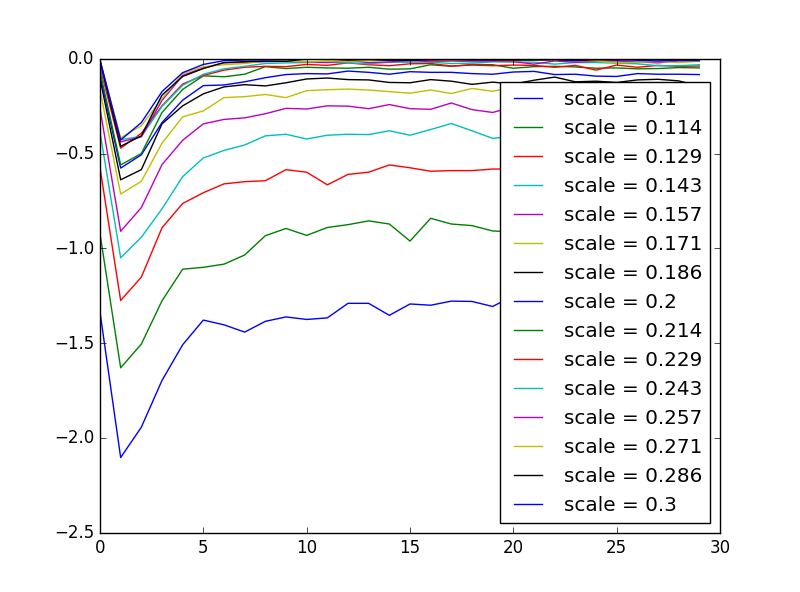 0.0
−0.5
−1.0
−1.5
−2.0
−2.5
0 5 10 15 20 25 30
scale = 0.1
scale = 0.114
scale = 0.129
scale = 0.143
scale = 0.157
scale = 0.171
scale = 0.186
scale = 0.2
scale = 0.214
scale = 0.229
scale = 0.243
scale = 0.257
scale = 0.271
scale = 0.286
scale = 0.3